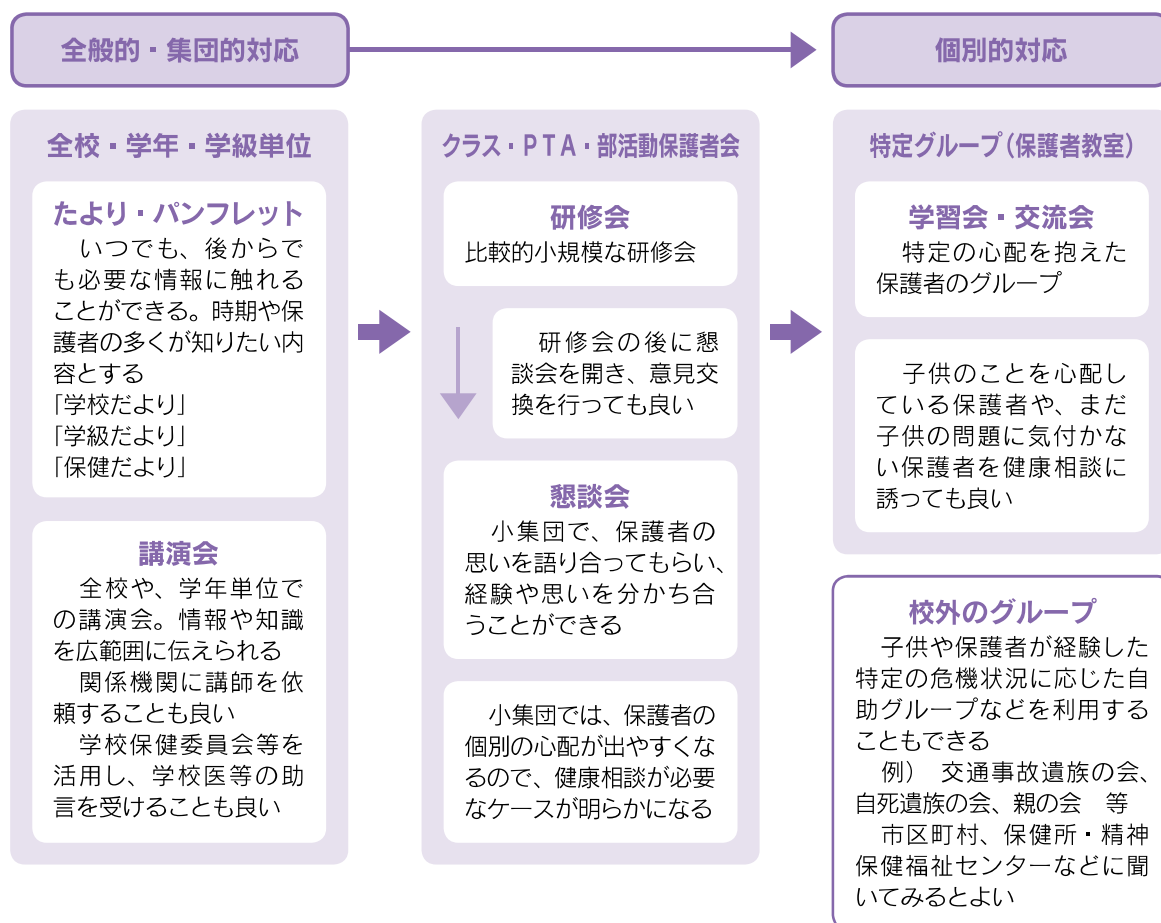 全般的・集団的対応
個別的対応
全校・学年・学級単位
たより・パンフレット
いつでも、後からで
も必要な情報に触れる
ことができる。時期や保
護者の多くが知りたい内
容とする
「学校だより」
「学級だより」
「保健だより」
講演会
全校や、学年単位で
の講演会。情報や知識
を広範囲に伝えられる
関係機関に講師を依
頼することも良い
学校保健委員会等を
活用し、学校医等の助
言を受けることも良い
クラス・PTA・部活動保護者会
研修会
比較的小規模な研修会
研修会の後に懇
談会を開き、意見交
換を行っても良い
懇談会
小集団で、保護者の
思いを語り合ってもらい、
経験や思いを分かち合
うことができる
小集団では、保護者の
個別の心配が出やすくな
るので、健康相談が必要
なケースが明らかになる
特定グループ(保護者教室)
学習会・交流会
特定の心配を抱えた
保護者のグループ
子供のことを心配し
ている保護者や、まだ
子供の問題に気付かな
い保護者を健康相談に
誘っても良い
校外のグループ
子供や保護者が経験した
特定の危機状況に応じた自
助グループなどを利用する
こともできる
例) 交通事故遺族の会、
自死遺族の会、親の会 等
市区町村、保健所・精神
保健福祉センターなどに聞
いてみるとよい